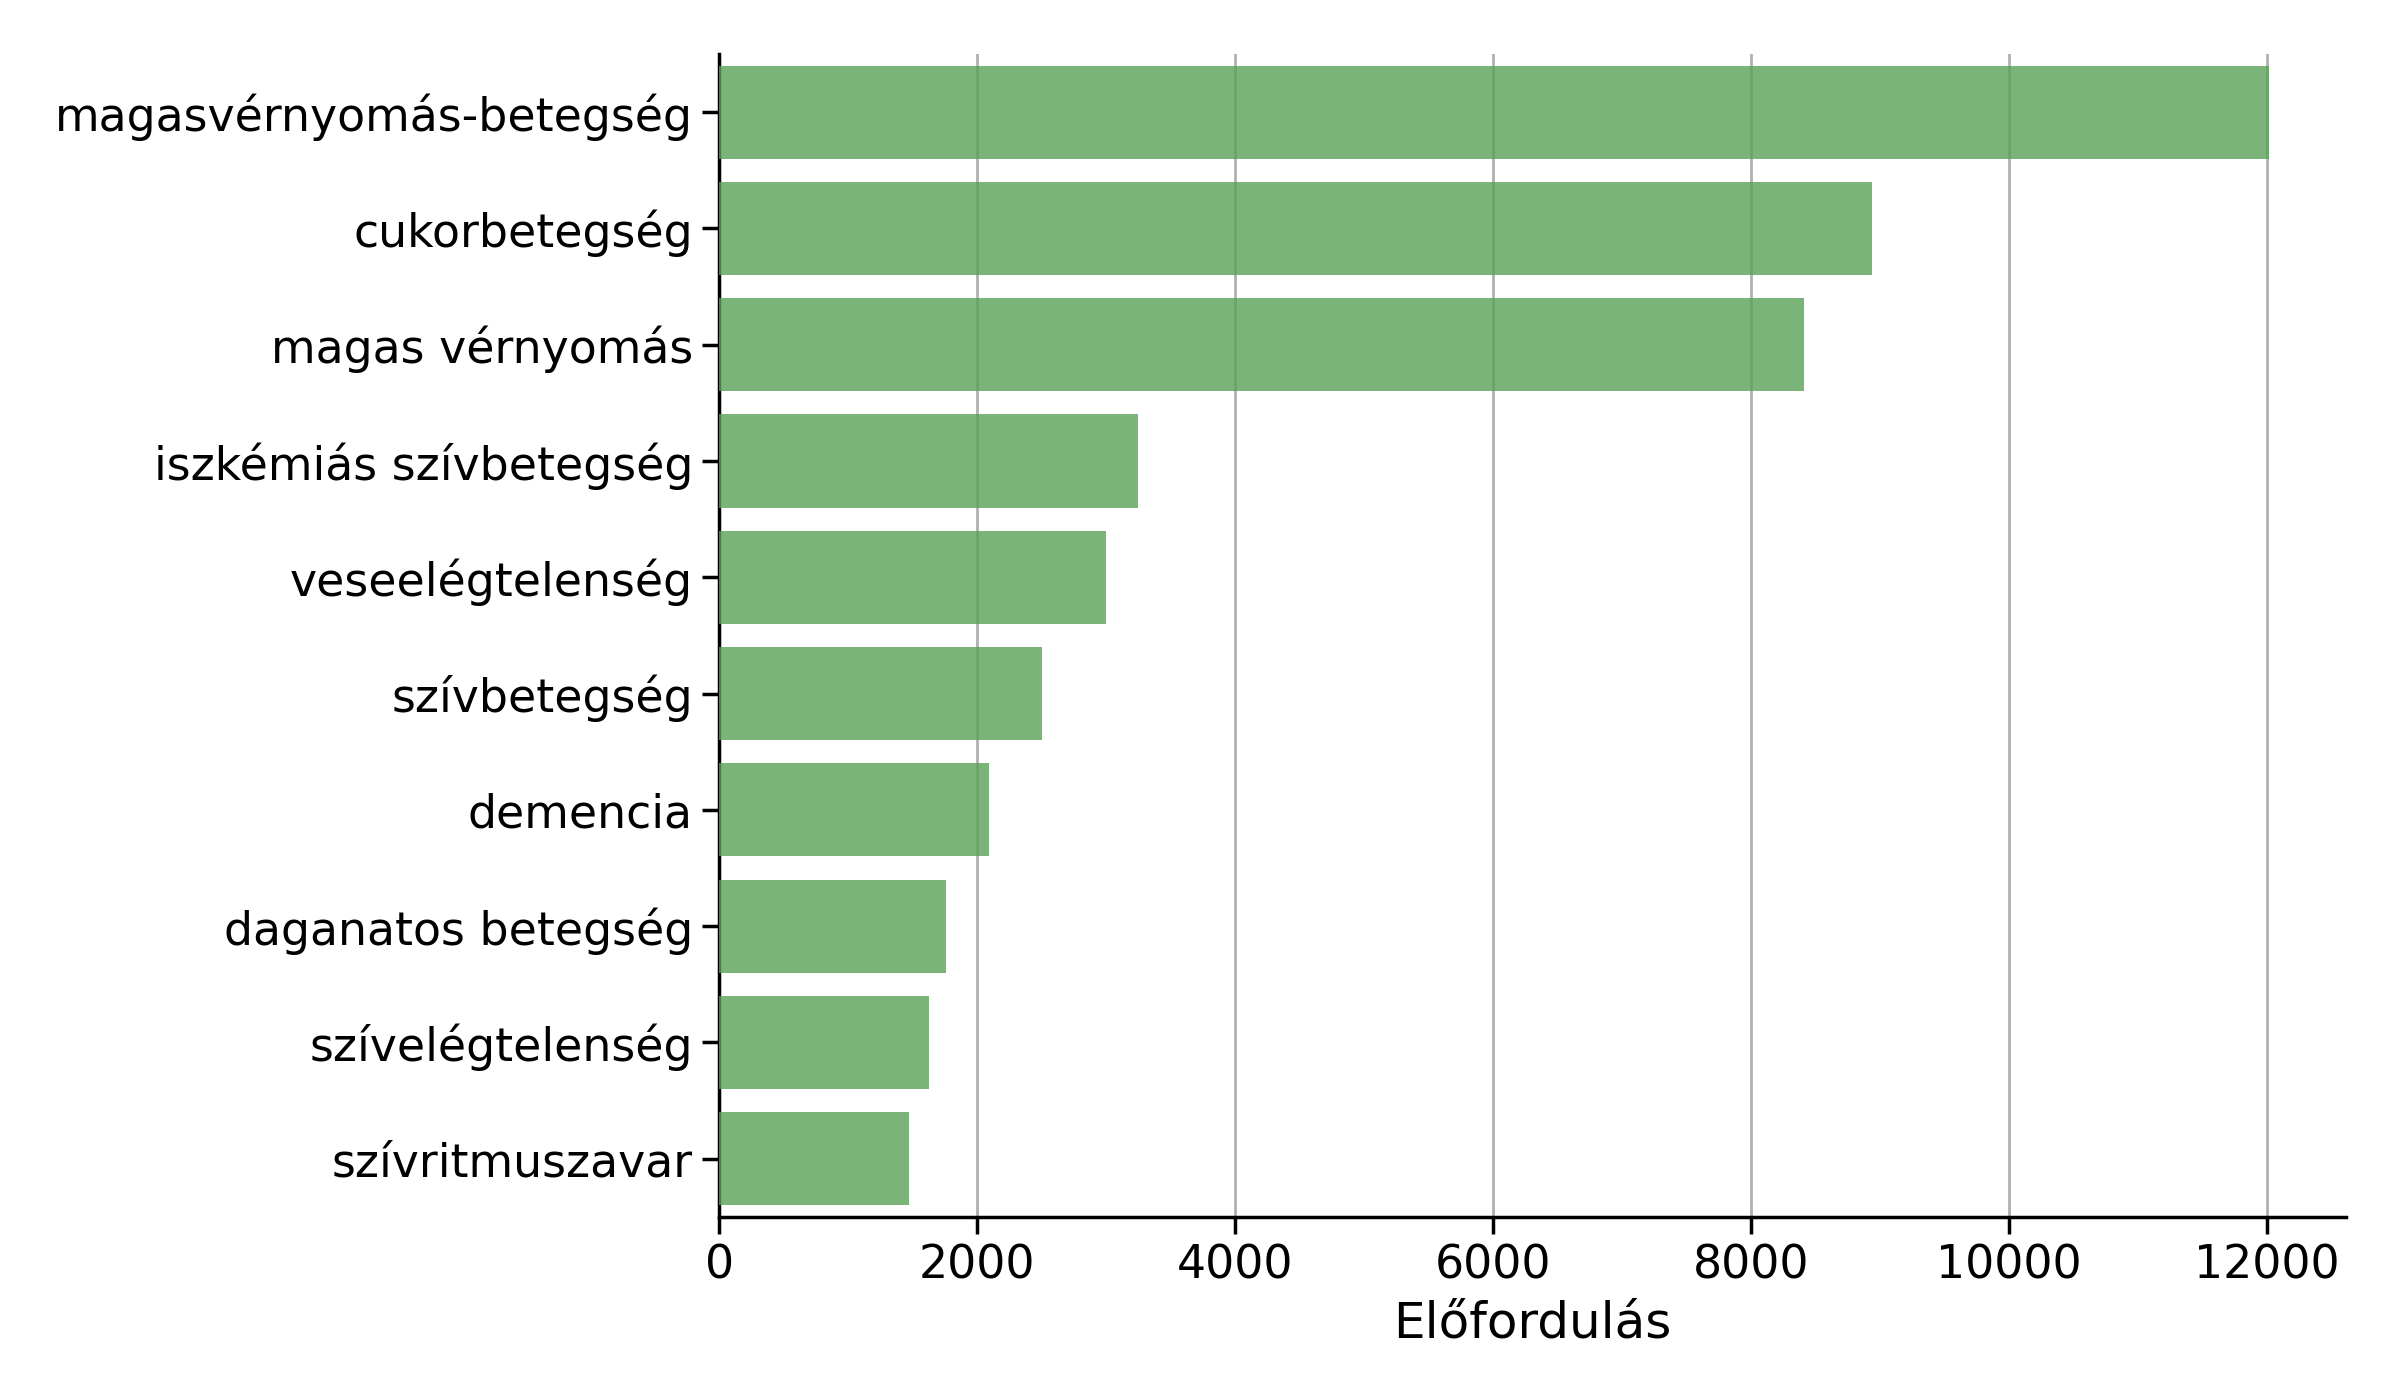 magasvérnyomás-betegség
cukorbetegség
magas vérnyomás
iszkémiás szívbetegség
veseelégtelenség
szívbetegség
demencia
daganatos betegség
szívelégtelenség
szívritmuszavar
0 2000 4000 6000 8000 10000 12000
Előfordulás